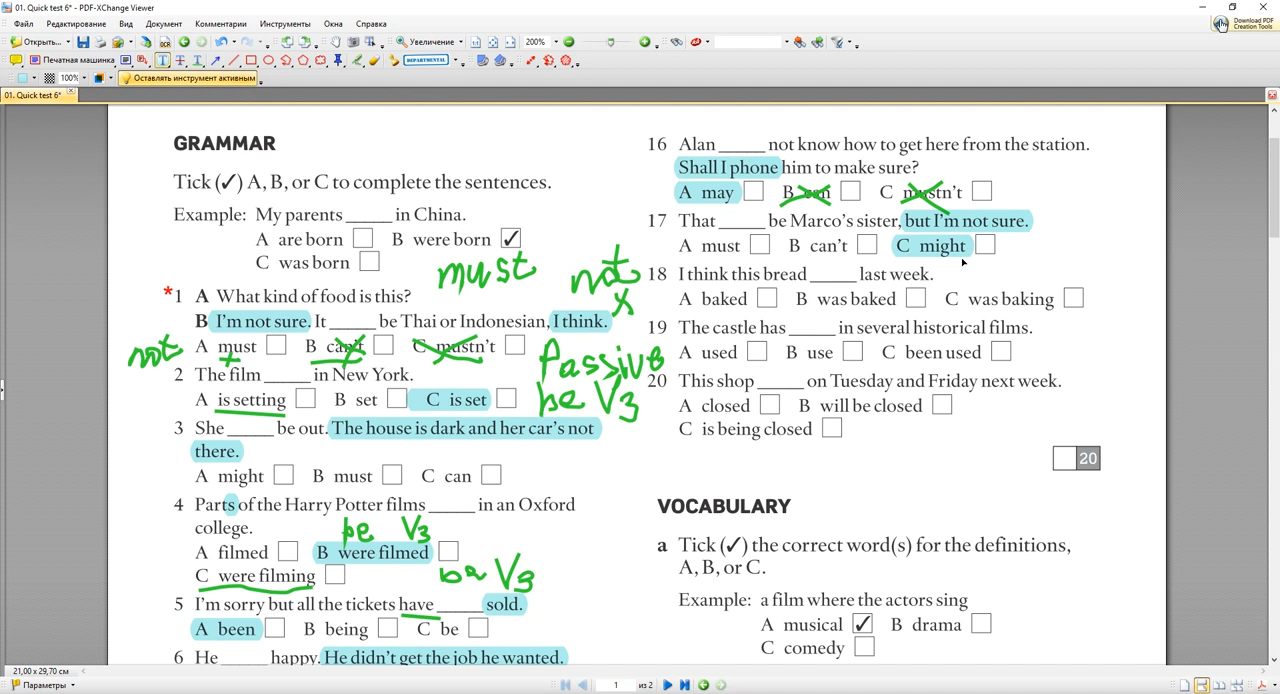 01. Quick test 6* - PDF-XChange Viewer
Файл Редактирование Вид Документ Комментарии Инструменты Окна Справка
Download PDF Creation Tools
Открыть... OCR Увеличение 200%
Печатная машинка DEPARTMENTAL
100% Оставлять инструмент активным
01. Quick test 6*
GRAMMAR
Tick (✓) A, B, or C to complete the sentences.
Example: My parents _____ in China.
A are born B were born ✓
C was born
must not
*1 A What kind of food is this?
B I'm not sure. It _____ be Thai or Indonesian, I think.
x
A must B can't C mustn't
not
Passive
be V3
2 The film _____ in New York.
A is setting B set C is set
3 She _____ be out. The house is dark and her car's not
there.
A might B must C can
4 Parts of the Harry Potter films _____ in an Oxford
college.
be V3
A filmed B were filmed
C were filming
be V3
5 I'm sorry but all the tickets have _____ sold.
A been B being C be
6 He _____ happy. He didn't get the job he wanted.
16 Alan _____ not know how to get here from the station.
Shall I phone him to make sure?
A may B can C mustn't
17 That _____ be Marco's sister, but I'm not sure.
A must B can't C might
18 I think this bread _____ last week.
A baked B was baked C was baking
19 The castle has _____ in several historical films.
A used B use C been used
20 This shop _____ on Tuesday and Friday next week.
A closed B will be closed
C is being closed
20
VOCABULARY
a Tick (✓) the correct word(s) for the definitions,
A, B, or C.
Example: a film where the actors sing
A musical ✓ B drama
C comedy
21,00 x 29,70 см
Параметры 1 из 2